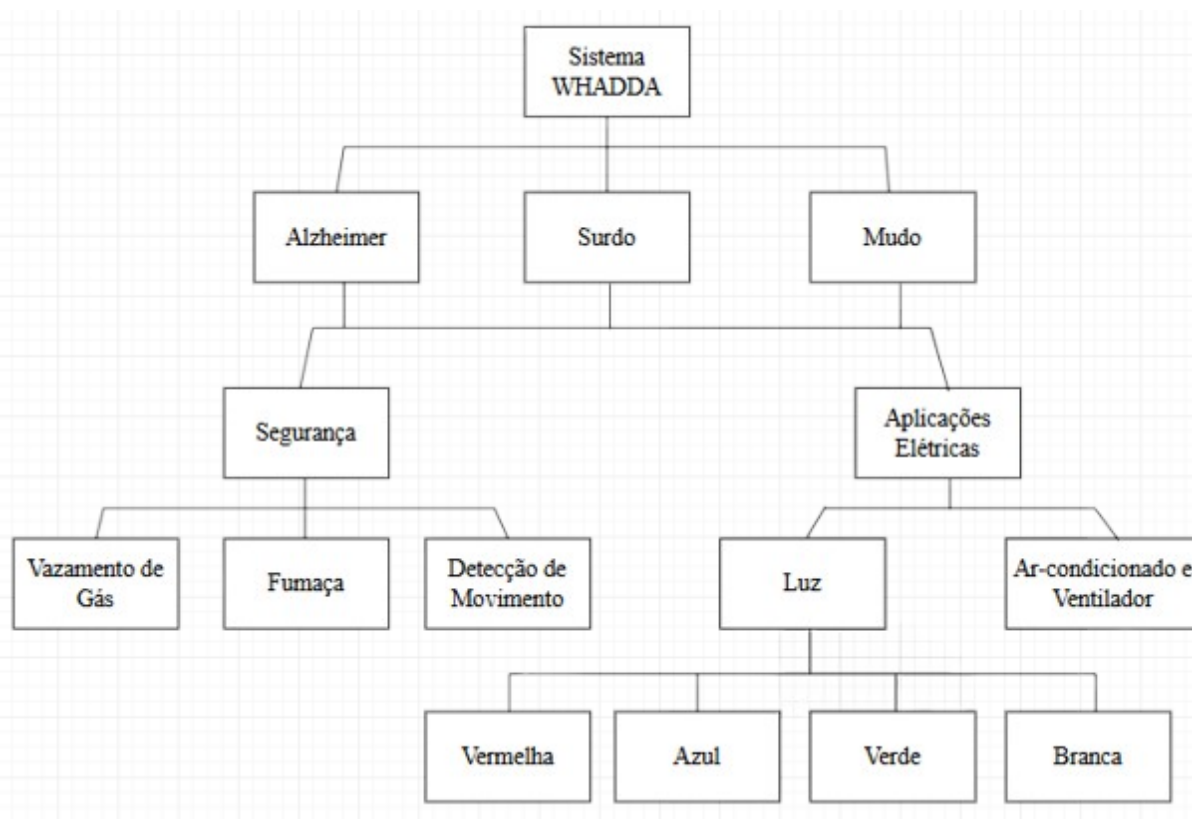 Sistema
WHADDA
Alzheimer
Surdo
Mudo
Segurança
Aplicações
Elétricas
Vazamento de
Gás
Fumaça
Detecção de
Movimento
Luz
Ar-condicionado e
Ventilador
Vermelha
Azul
Verde
Branca